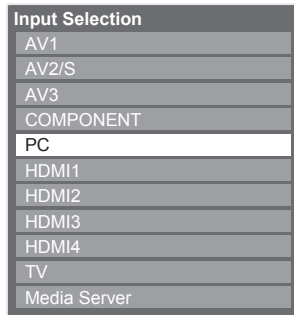 Input Selection
AV1
AV2/S
AV3
COMPONENT
PC
HDMI1
HDMI2
HDMI3
HDMI4
TV
Media Server